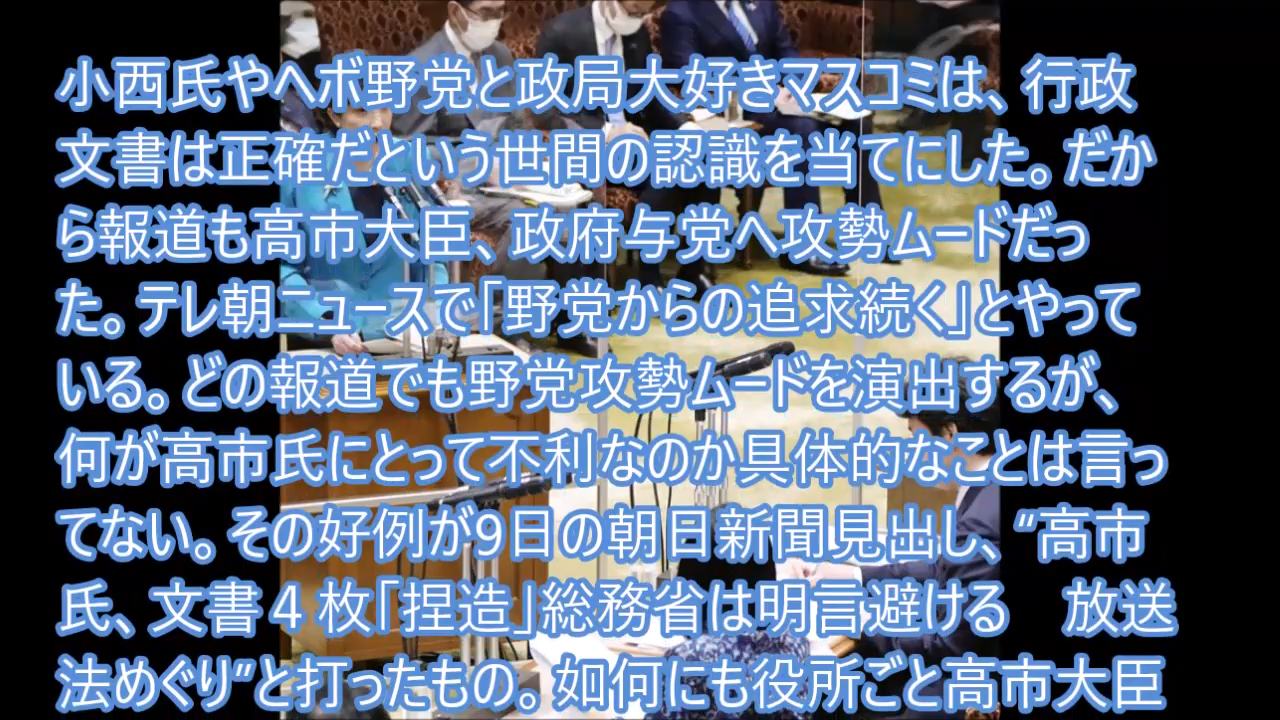 小西氏やヘボ野党と政局大好きマスコミは、行政
文書は正確だという世間の認識を当てにした。だか
ら報道も高市大臣、政府与党へ攻勢ムードだっ
た。テレ朝ニュースで「野党からの追求続く」とやって
いる。どの報道でも野党攻勢ムードを演出するが、
何が高市氏にとって不利なのか具体的なことは言っ
てない。その好例が9日の朝日新聞見出し、“高市
氏、文書４枚「捏造」総務省は明言避ける　放送
法めぐり”と打ったもの。如何にも役所ごと高市大臣